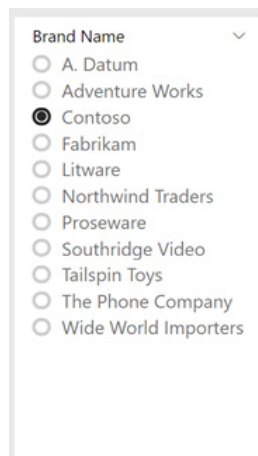 Brand Name
A. Datum
Adventure Works
Contoso
Fabrikam
Litware
Northwind Traders
Proseware
Southridge Video
Tailspin Toys
The Phone Company
Wide World Importers